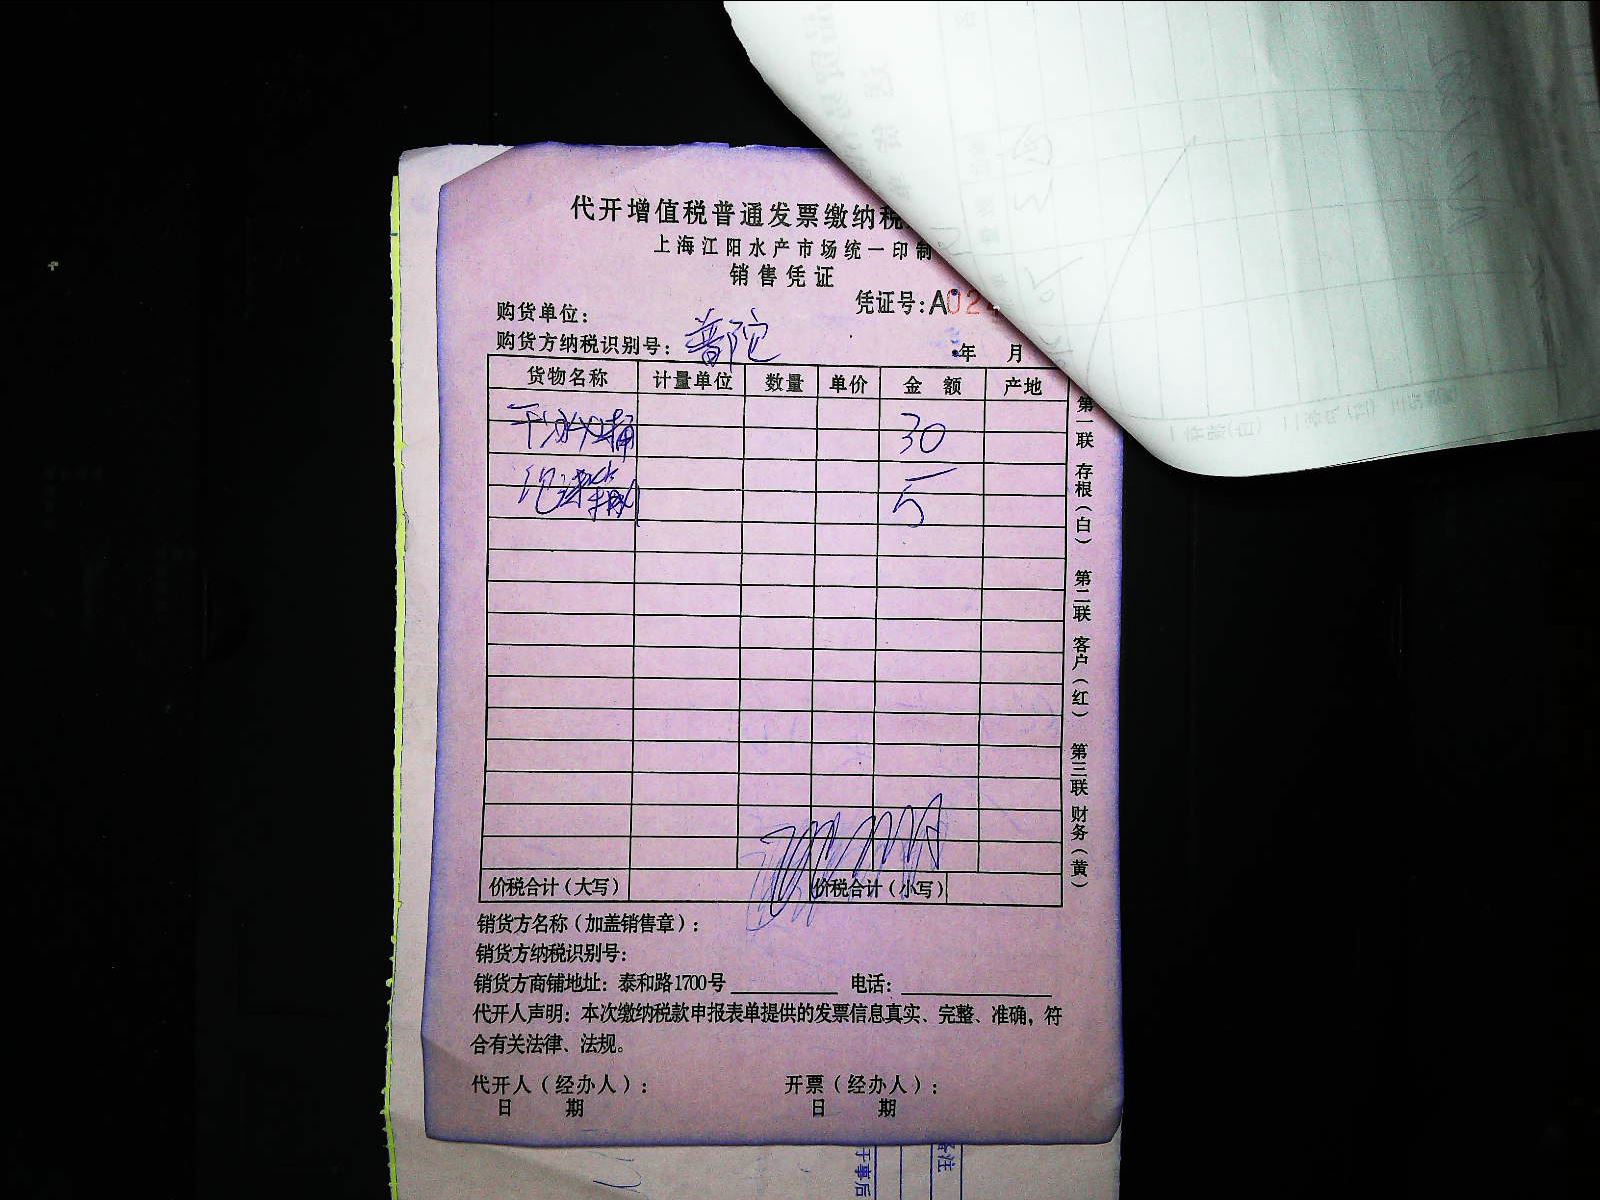 代开增值税普通发票缴纳税
上海江阳水产市场统一印制
销售凭证
凭证号:A02
购货单位:
购货方纳税识别号: 普陀
年 月
货物名称 计量单位 数量 单价 金额 产地
30
5
价税合计(大写) 价税合计(小写)
销货方名称(加盖销售章):
销货方纳税识别号:
销货方商铺地址: 泰和路1700号 电话:
代开人声明: 本次缴纳税款申报表单提供的发票信息真实、完整、准确,符
合有关法律、法规。
代开人(经办人): 开票(经办人):
日 期 日 期
第一联 存根(白) 第二联 客户(红) 第三联 财务(黄)
备注
于事后